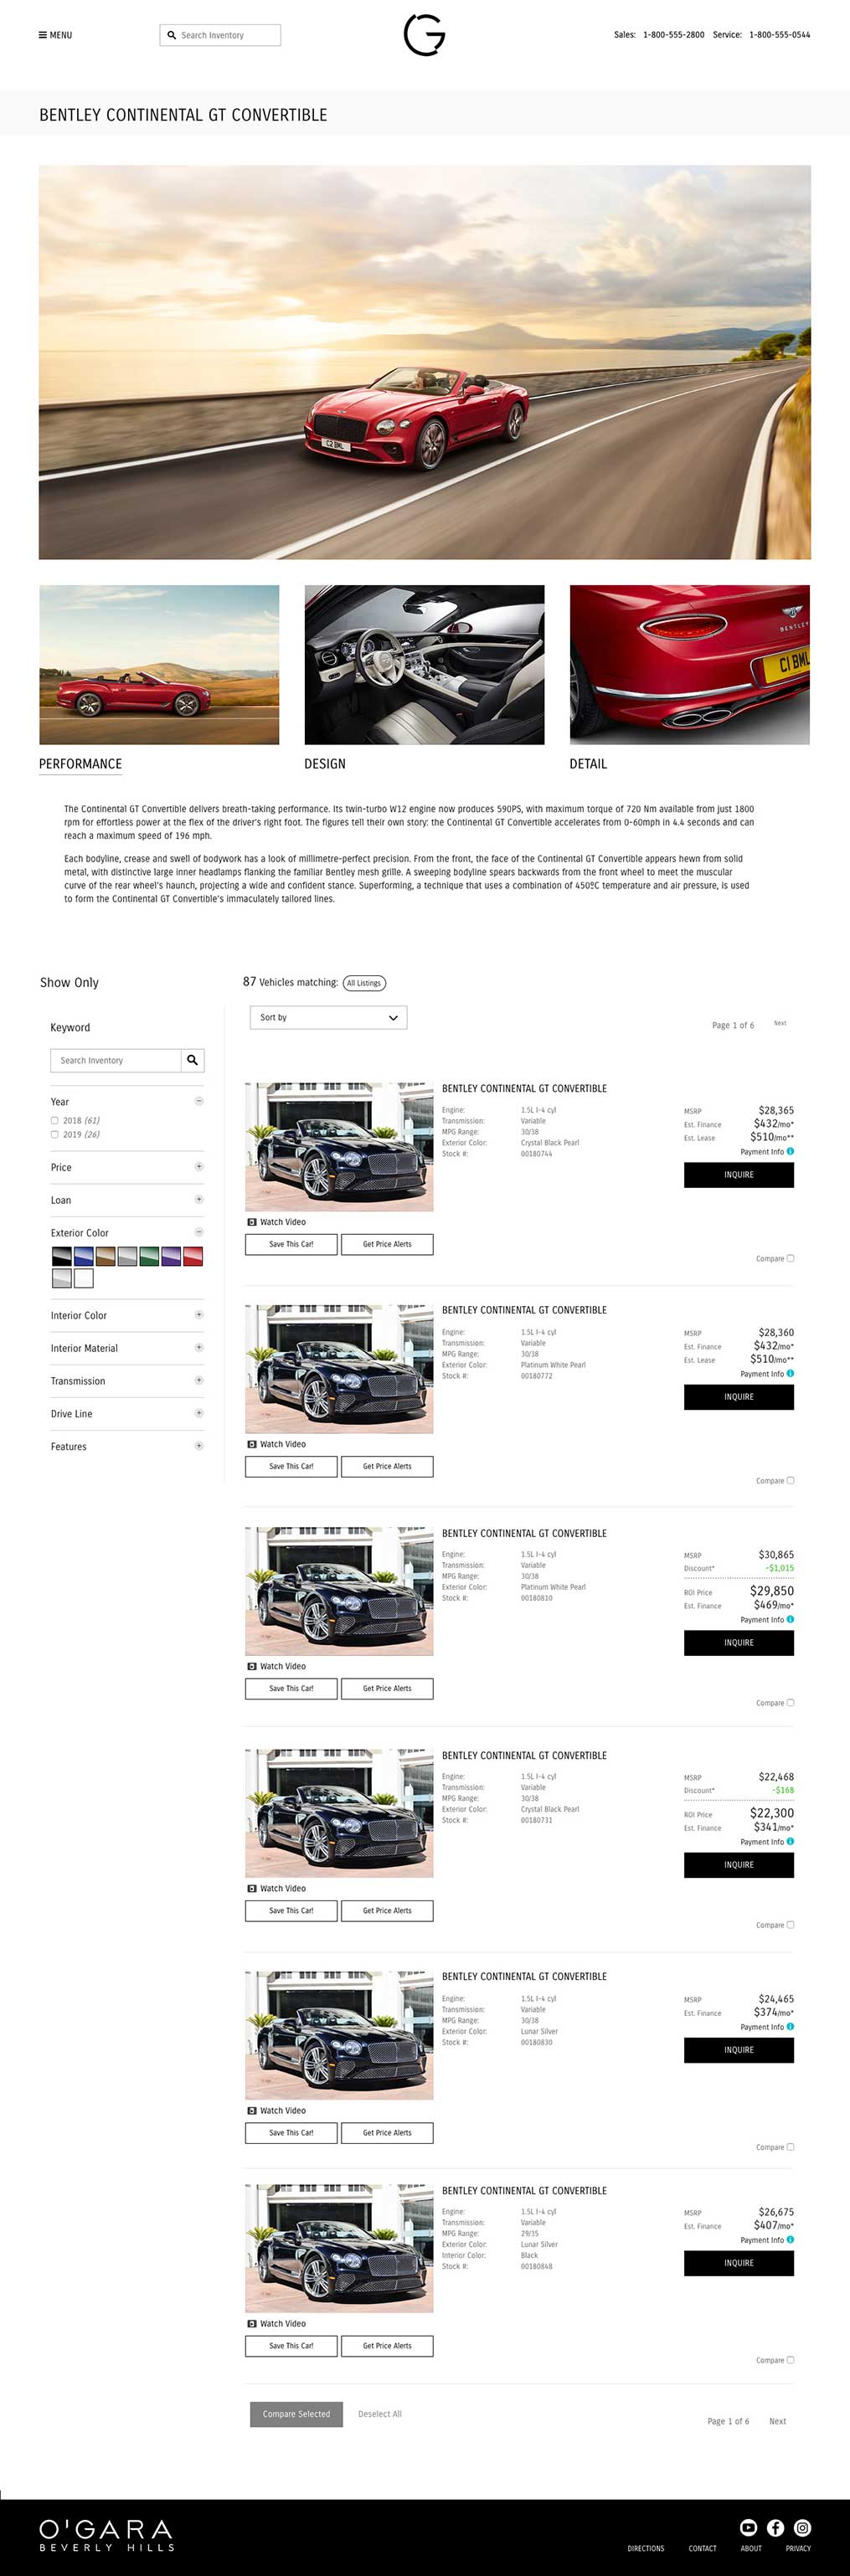 MENU
Search Inventory
G
Sales: 1-800-555-2800 Service: 1-800-555-0544
BENTLEY CONTINENTAL GT CONVERTIBLE
C2 BML
BENTLEY
C1 BML
PERFORMANCE
DESIGN
DETAIL
The Continental GT Convertible delivers breath-taking performance. Its twin-turbo W12 engine now produces 590PS, with maximum torque of 720 Nm available from just 1800
rpm for effortless power at the flex of the driver's right foot. The figures tell their own story: the Continental GT Convertible accelerates from 0-60mph in 4.4 seconds and can
reach a maximum speed of 196 mph.
Each bodyline, crease and swell of bodywork has a look of millimetre-perfect precision. From the front, the face of the Continental GT Convertible appears hewn from solid
metal, with distinctive large inner headlamps flanking the familiar Bentley mesh grille. A sweeping bodyline spears backwards from the front wheel to meet the muscular
curve of the rear wheel's haunch, projecting a wide and confident stance. Superforming, a technique that uses a combination of 450ºC temperature and air pressure, is used
to form the Continental GT Convertible's immaculately tailored lines.
Show Only
Keyword
Search Inventory
Year
2018 (61)
2019 (26)
Price
Loan
Exterior Color
Interior Color
Interior Material
Transmission
Drive Line
Features
87 Vehicles matching: All Listings
Sort by
Page 1 of 6 Next
BENTLEY CONTINENTAL GT CONVERTIBLE
Engine: 1.5L I-4 cyl
Transmission: Variable
MPG Range: 30/38
Exterior Color: Crystal Black Pearl
Stock #: 00180744
MSRP $28,365
Est. Finance $432/mo*
Est. Lease $510/mo**
Payment Info
INQUIRE
Watch Video
Save This Car! Get Price Alerts
Compare
BENTLEY CONTINENTAL GT CONVERTIBLE
Engine: 1.5L I-4 cyl
Transmission: Variable
MPG Range: 30/38
Exterior Color: Platinum White Pearl
Stock #: 00180772
MSRP $28,360
Est. Finance $432/mo*
Est. Lease $510/mo**
Payment Info
INQUIRE
Watch Video
Save This Car! Get Price Alerts
Compare
BENTLEY CONTINENTAL GT CONVERTIBLE
Engine: 1.5L I-4 cyl
Transmission: Variable
MPG Range: 30/38
Exterior Color: Platinum White Pearl
Stock #: 00180810
MSRP $30,865
Discount* -$1,015
ROI Price $29,850
Est. Finance $469/mo*
Payment Info
INQUIRE
Watch Video
Save This Car! Get Price Alerts
Compare
BENTLEY CONTINENTAL GT CONVERTIBLE
Engine: 1.5L I-4 cyl
Transmission: Variable
MPG Range: 30/38
Exterior Color: Crystal Black Pearl
Stock #: 00180731
MSRP $22,468
Discount* -$168
ROI Price $22,300
Est. Finance $341/mo*
Payment Info
INQUIRE
Watch Video
Save This Car! Get Price Alerts
Compare
BENTLEY CONTINENTAL GT CONVERTIBLE
Engine: 1.5L I-4 cyl
Transmission: Variable
MPG Range: 30/38
Exterior Color: Lunar Silver
Stock #: 00180830
MSRP $24,465
Est. Finance $374/mo*
Payment Info
INQUIRE
Watch Video
Save This Car! Get Price Alerts
Compare
BENTLEY CONTINENTAL GT CONVERTIBLE
Engine: 1.5L I-4 cyl
Transmission: Variable
MPG Range: 29/35
Exterior Color: Lunar Silver
Interior Color: Black
Stock #: 00180848
MSRP $26,675
Est. Finance $407/mo*
Payment Info
INQUIRE
Watch Video
Save This Car! Get Price Alerts
Compare
Compare Selected Deselect All
Page 1 of 6 Next
O'GARA
BEVERLY HILLS
DIRECTIONS CONTACT ABOUT PRIVACY